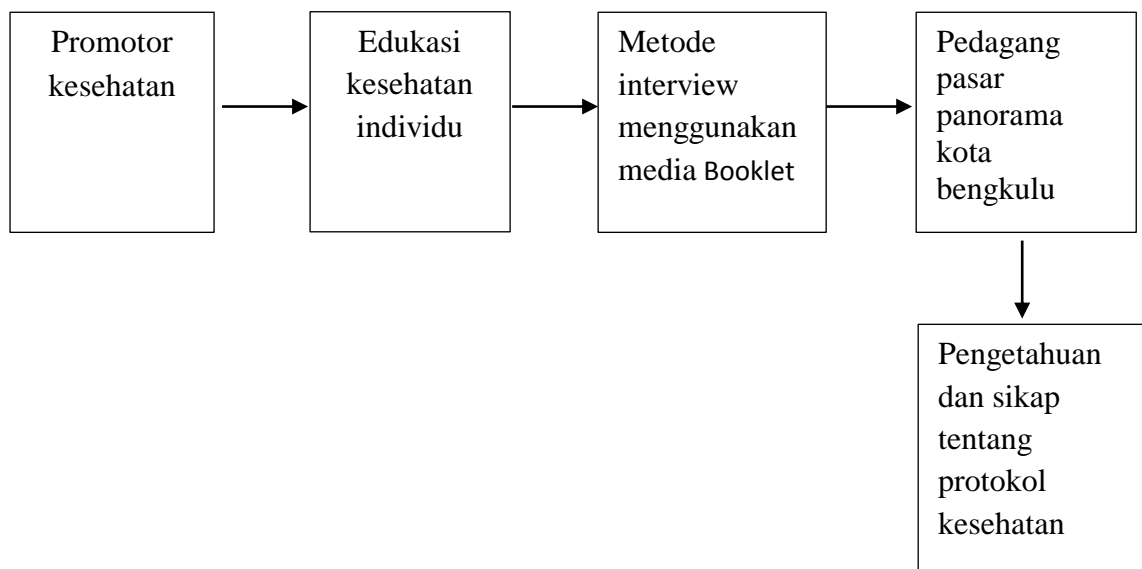 Promotor
kesehatan
Edukasi
kesehatan
individu
Metode
interview
menggunakan
media Booklet
Pedagang
pasar
panorama
kota
bengkulu
Pengetahuan
dan sikap
tentang
protokol
kesehatan